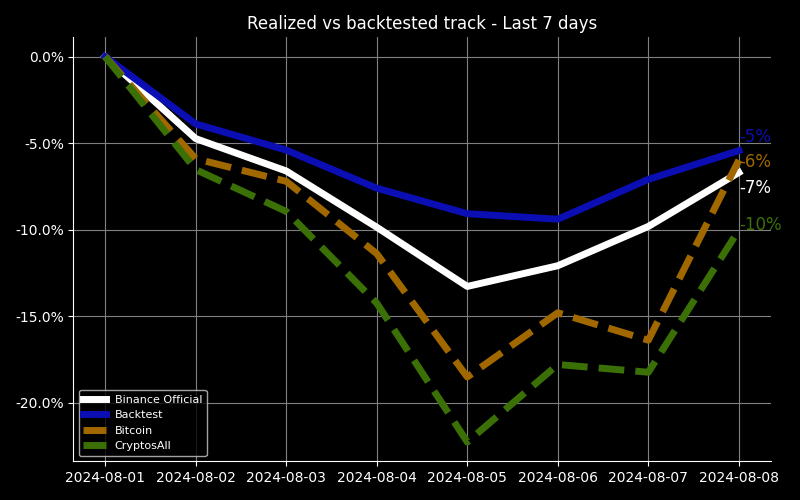 Realized vs backtested track - Last 7 days
0.0%
-5.0%
-10.0%
-15.0%
-20.0%
-5%
-6%
-7%
-10%
Binance Official
Backtest
Bitcoin
CryptosAll
2024-08-01 2024-08-02 2024-08-03 2024-08-04 2024-08-05 2024-08-06 2024-08-07 2024-08-08